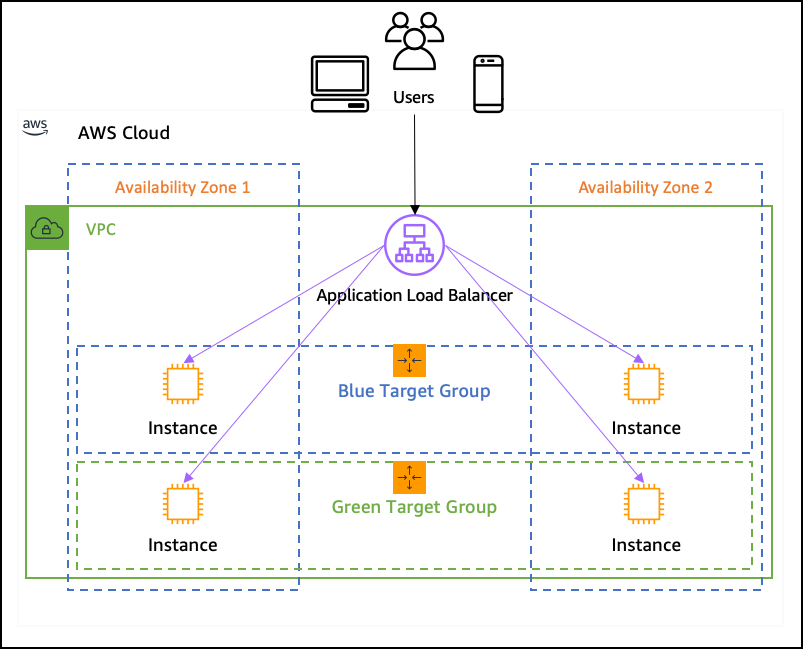 Users
aws
AWS Cloud
Availability Zone 1
Availability Zone 2
VPC
Application Load Balancer
Blue Target Group
Instance
Instance
Green Target Group
Instance
Instance